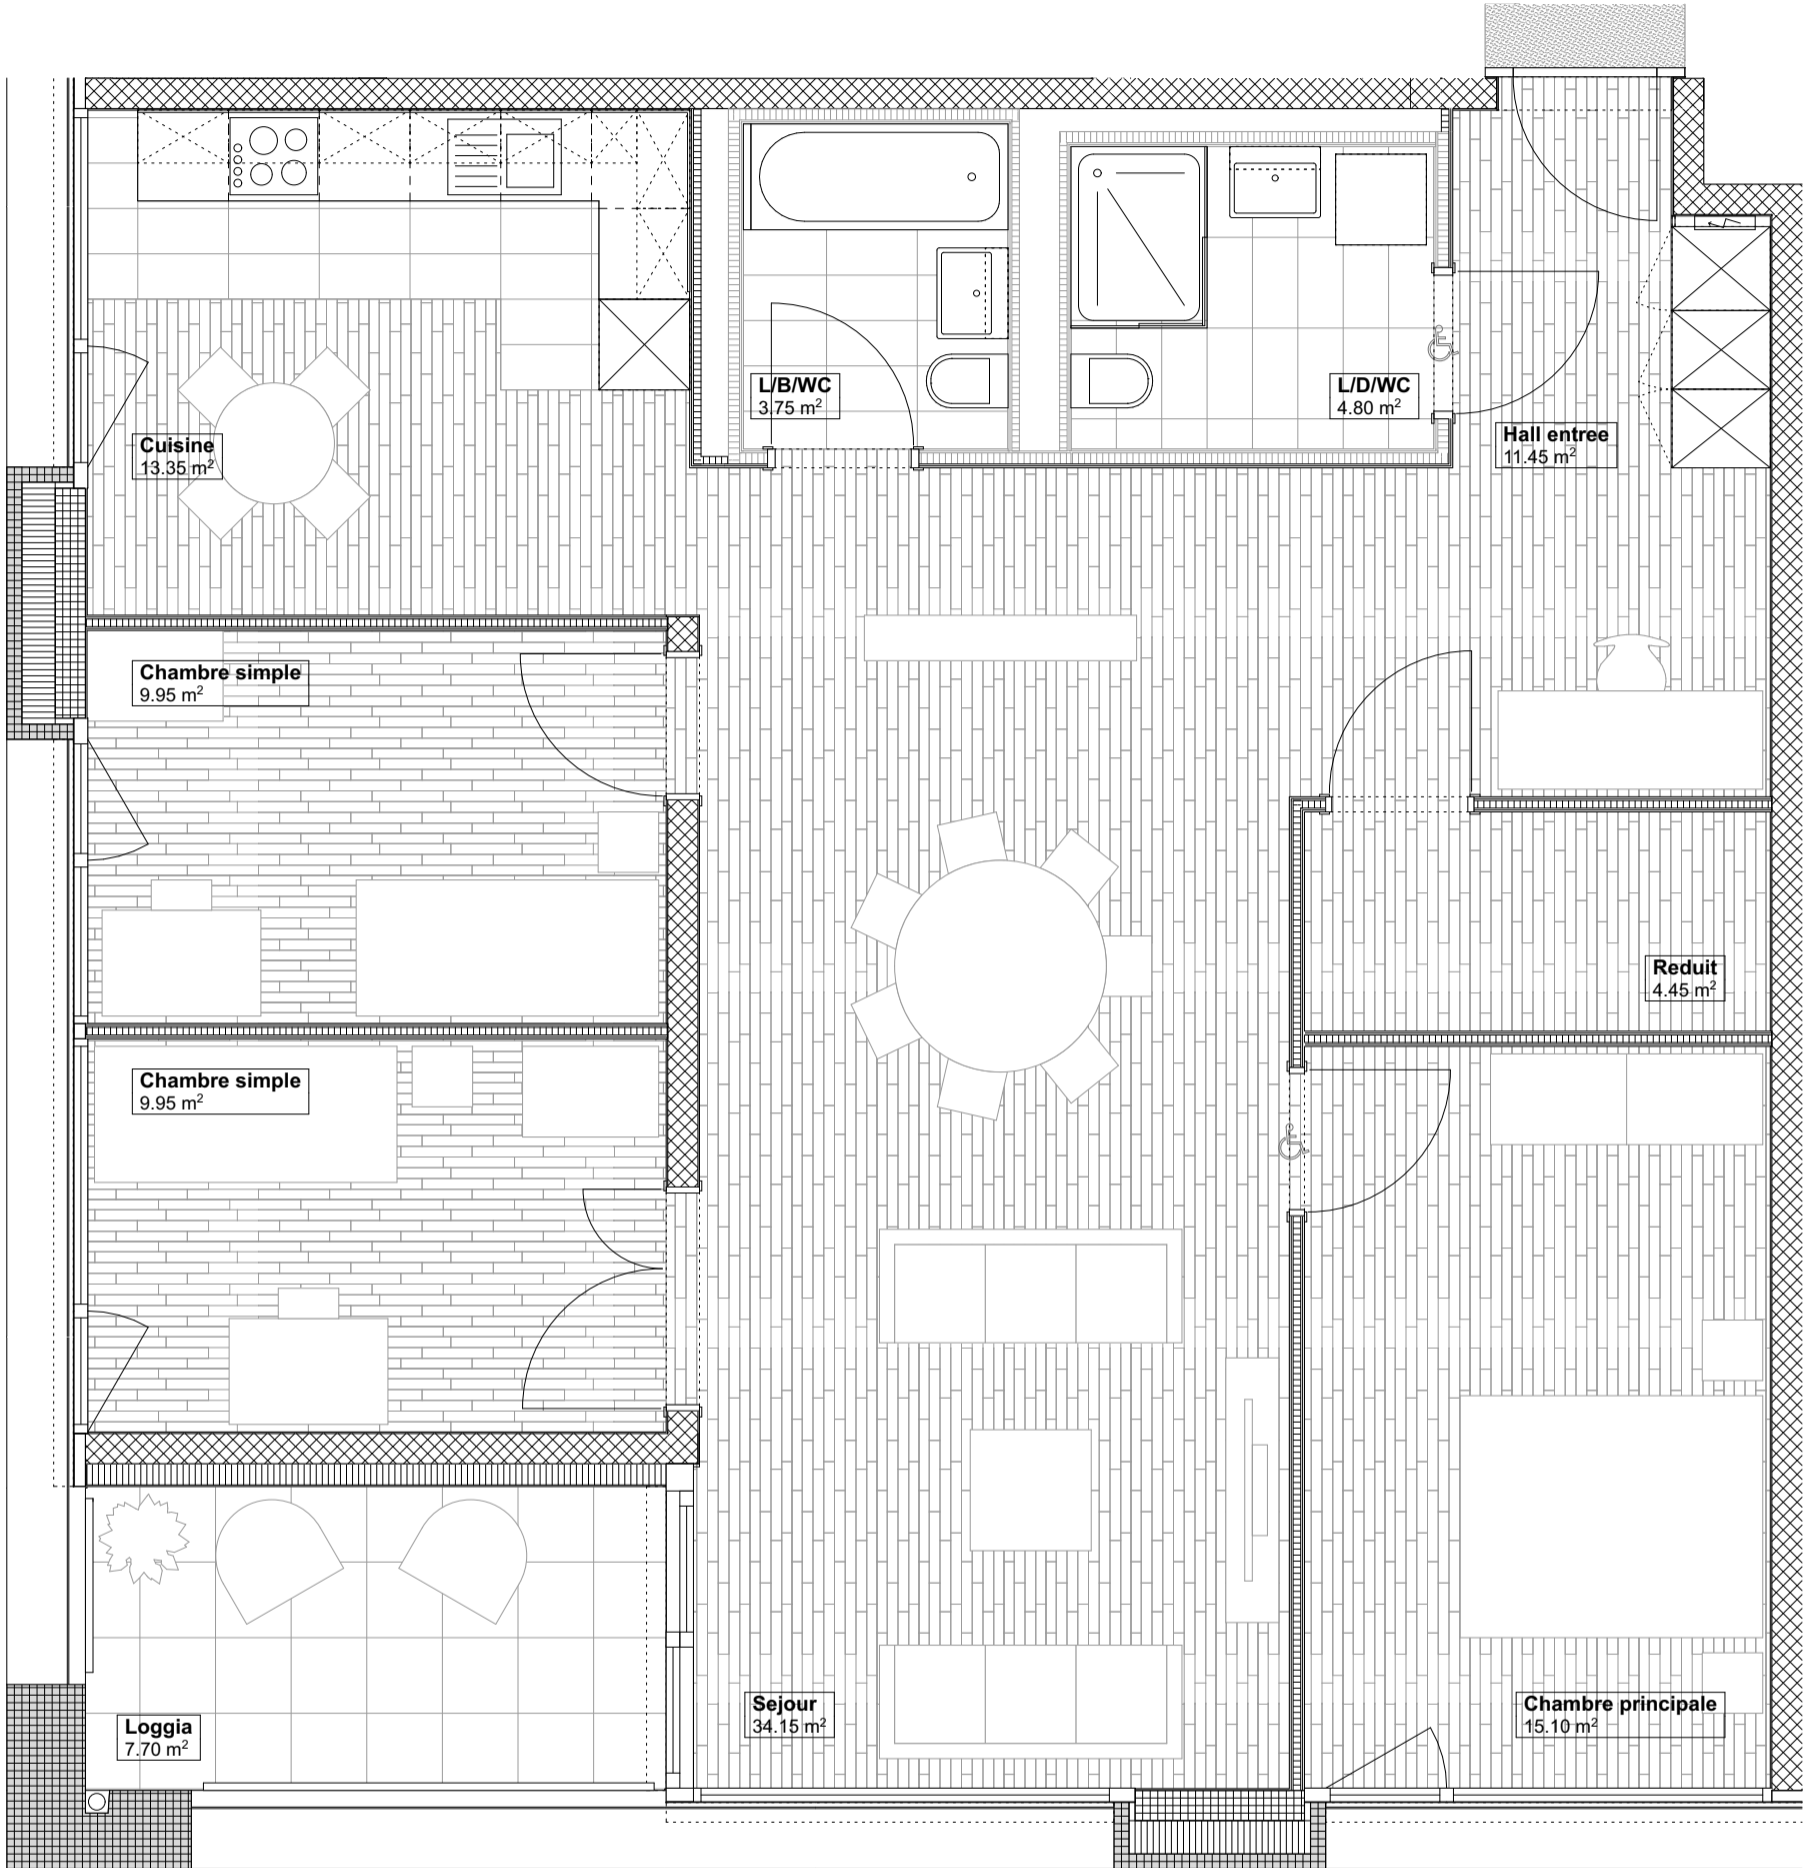 L/B/WC
3.75 m²
L/D/WC
4.80 m²
Hall entree
11.45 m²
Cuisine
13.35 m²
Chambre simple
9.95 m²
Reduit
4.45 m²
Chambre simple
9.95 m²
Sejour
34.15 m²
Chambre principale
15.10 m²
Loggia
7.70 m²